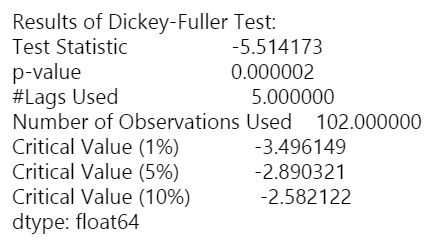 Results of Dickey-Fuller Test:
Test Statistic -5.514173
p-value 0.000002
#Lags Used 5.000000
Number of Observations Used 102.000000
Critical Value (1%) -3.496149
Critical Value (5%) -2.890321
Critical Value (10%) -2.582122
dtype: float64